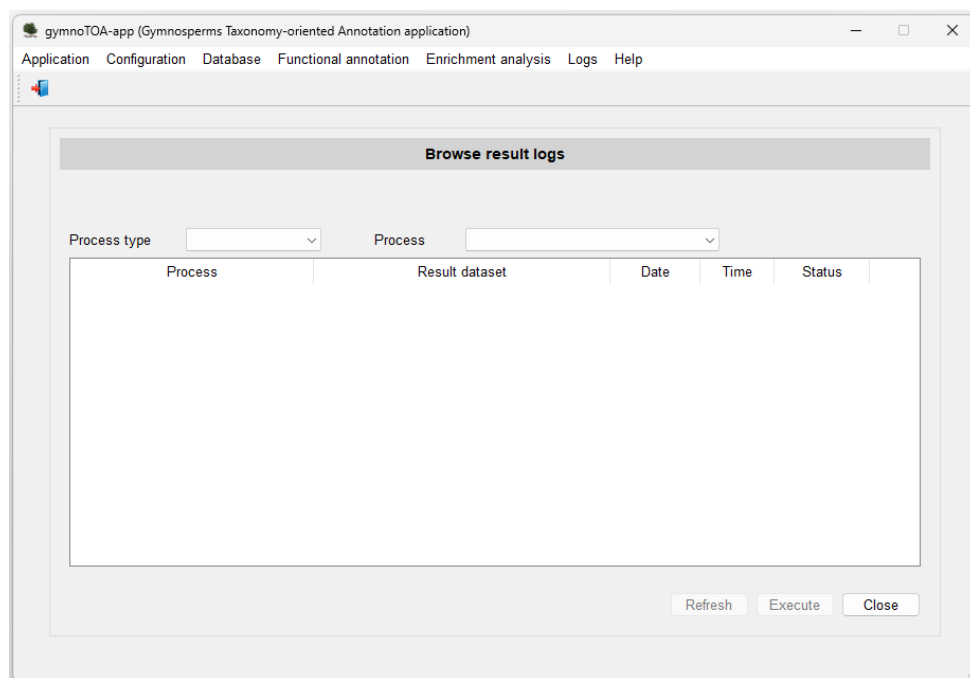 gymnoTOA-app (Gymnosperms Taxonomy-oriented Annotation application)
Application Configuration Database Functional annotation Enrichment analysis Logs Help
Browse result logs
Process type Process
Process Result dataset Date Time Status
Refresh Execute Close